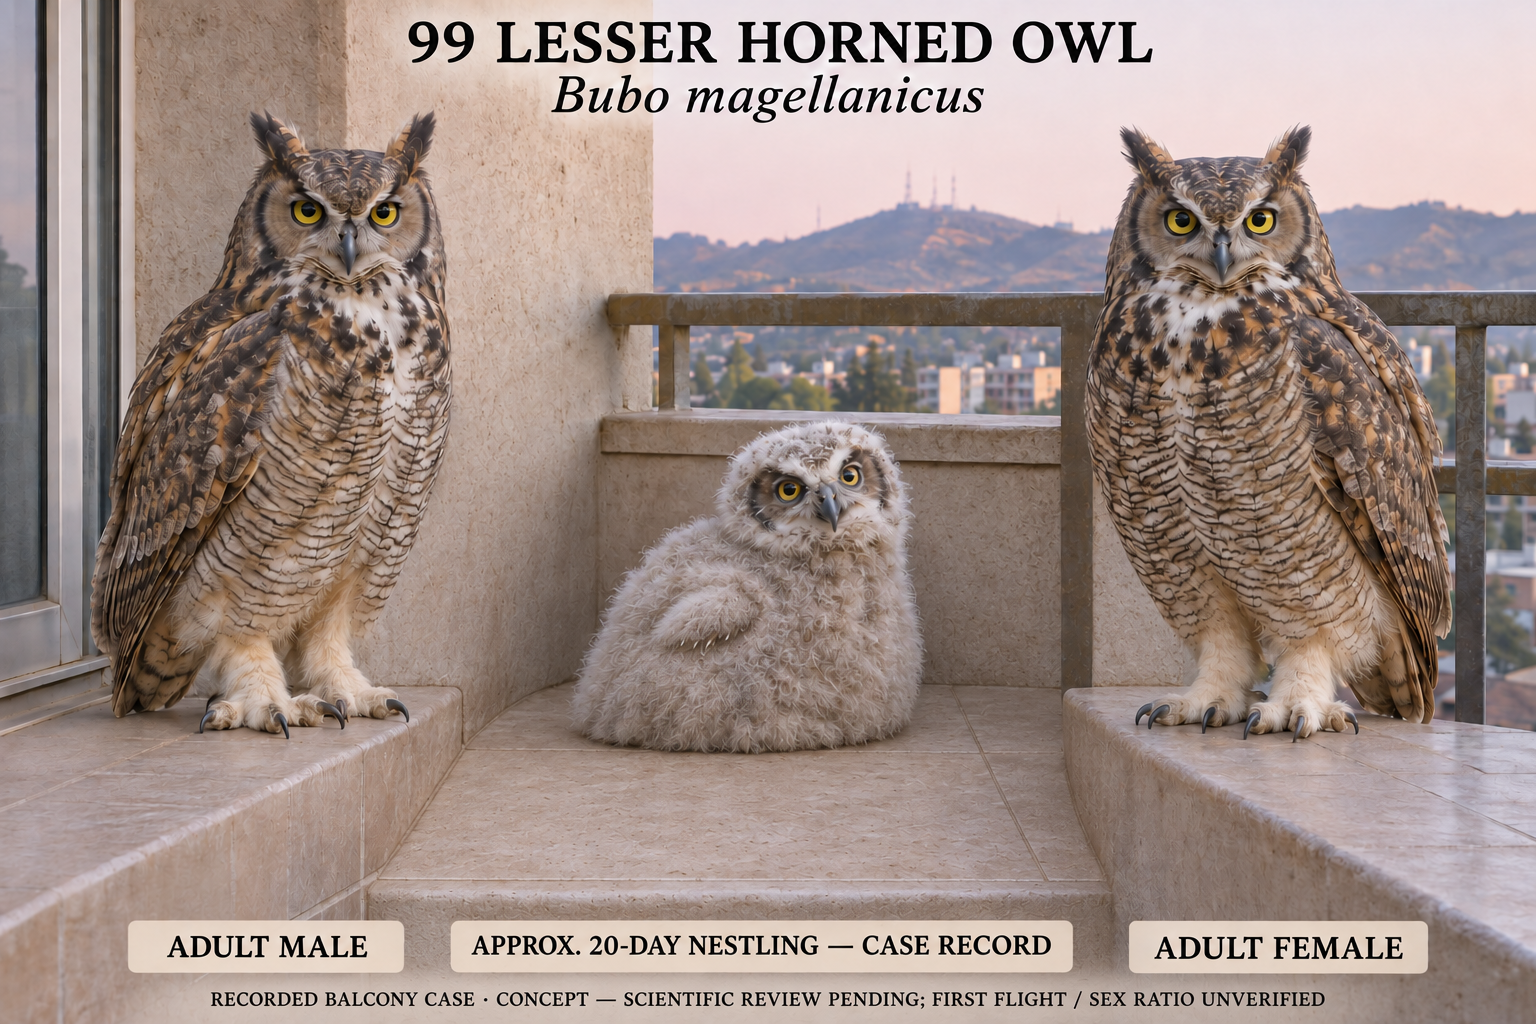 99 LESSER HORNED OWL
Bubo magellanicus
ADULT MALE
APPROX. 20-DAY NESTLING — CASE RECORD
ADULT FEMALE
RECORDED BALCONY CASE · CONCEPT — SCIENTIFIC REVIEW PENDING; FIRST FLIGHT / SEX RATIO UNVERIFIED